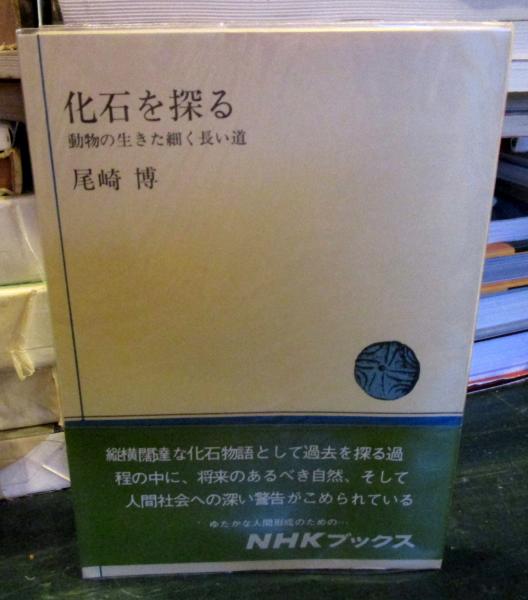 化石を探る
動物の生きた細く長い道
尾崎 博
縦横闊達な化石物語として過去を探る過
程の中に、将来のあるべき自然、そして
人間社会への深い警告がこめられている
ゆたかな人間形成のための…
NHKブックス